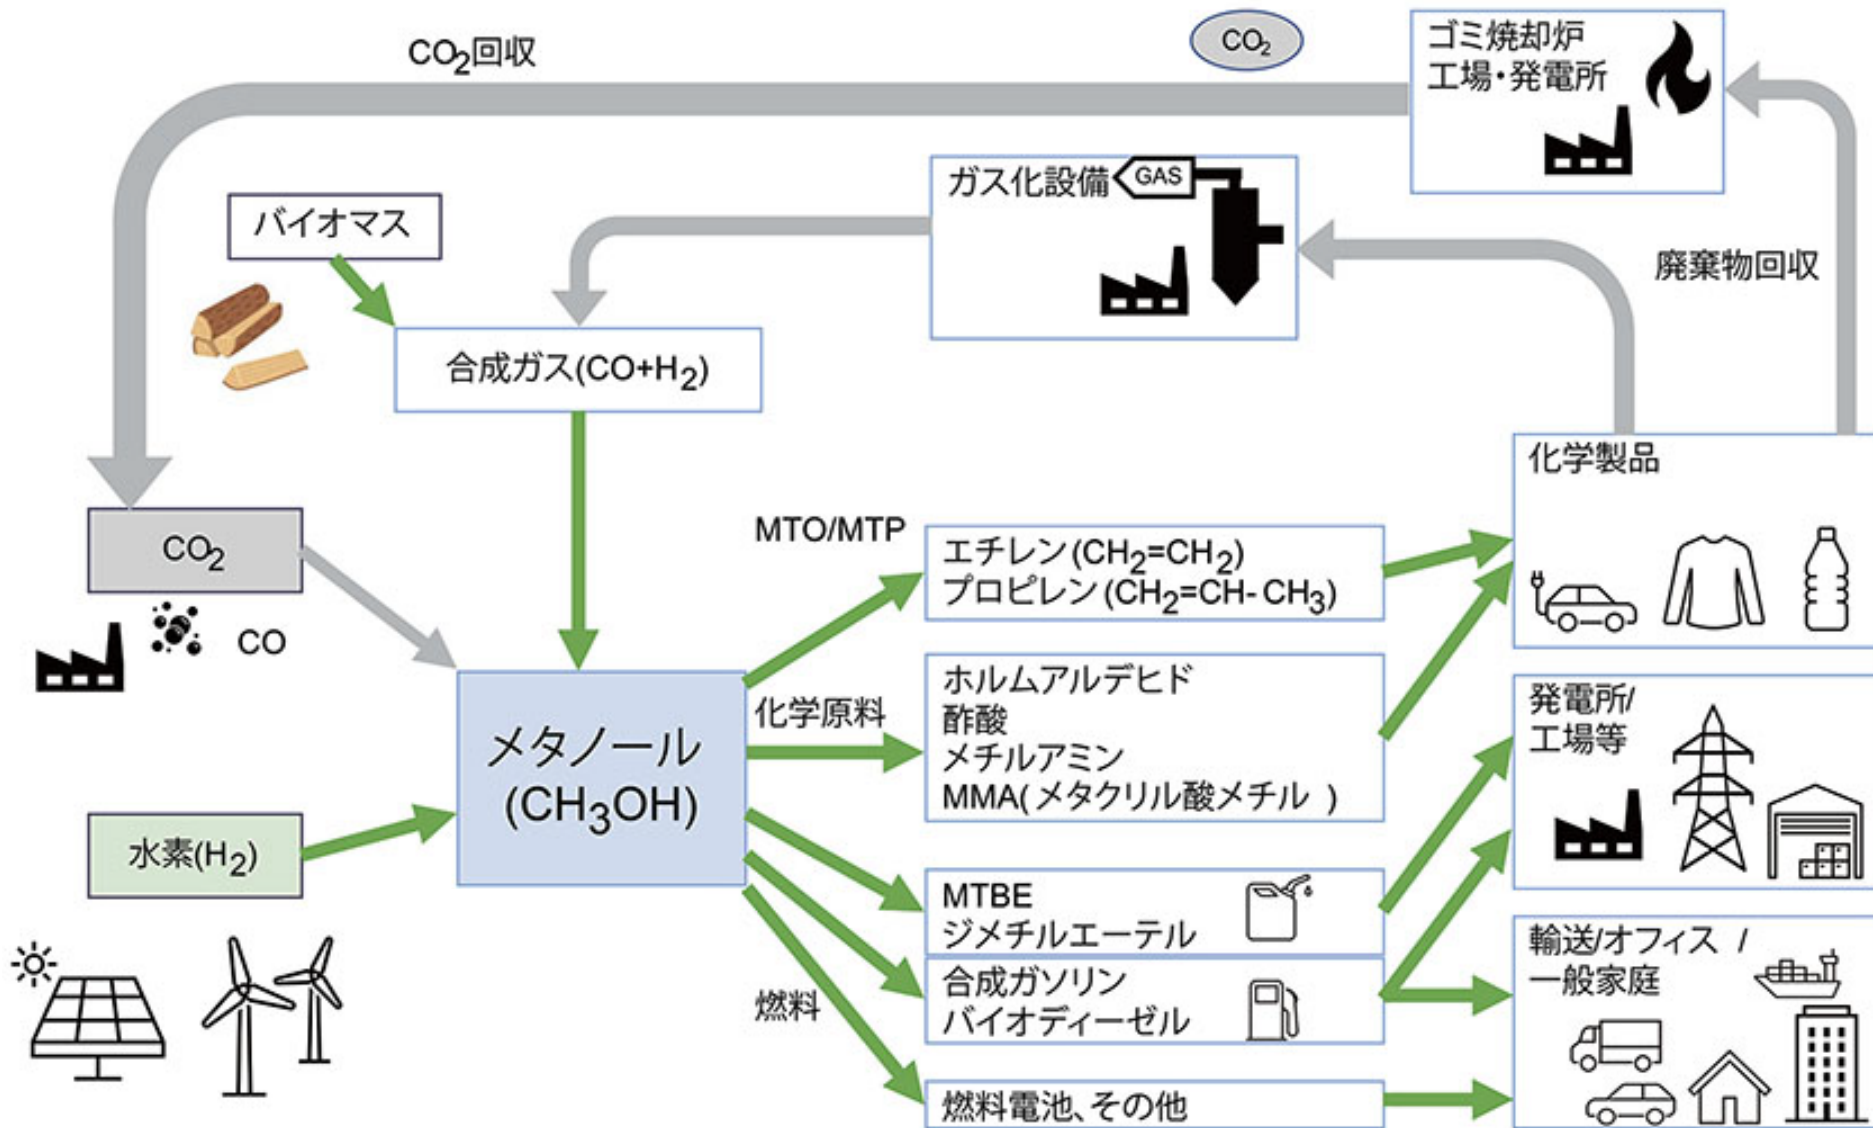 CO₂回収
CO₂
ゴミ焼却炉
工場・発電所
ガス化設備
GAS
バイオマス
廃棄物回収
合成ガス(CO+H₂)
化学製品
CO₂
CO
MTO/MTP
エチレン(CH₂=CH₂)
プロピレン(CH₂=CH-CH₃)
化学原料
ホルムアルデヒド
酢酸
メチルアミン
MMA(メタクリル酸メチル )
メタノール
(CH₃OH)
発電所/
工場等
水素(H₂)
MTBE
ジメチルエーテル
合成ガソリン
バイオディーゼル
燃料
輸送/オフィス /
一般家庭
燃料電池、その他